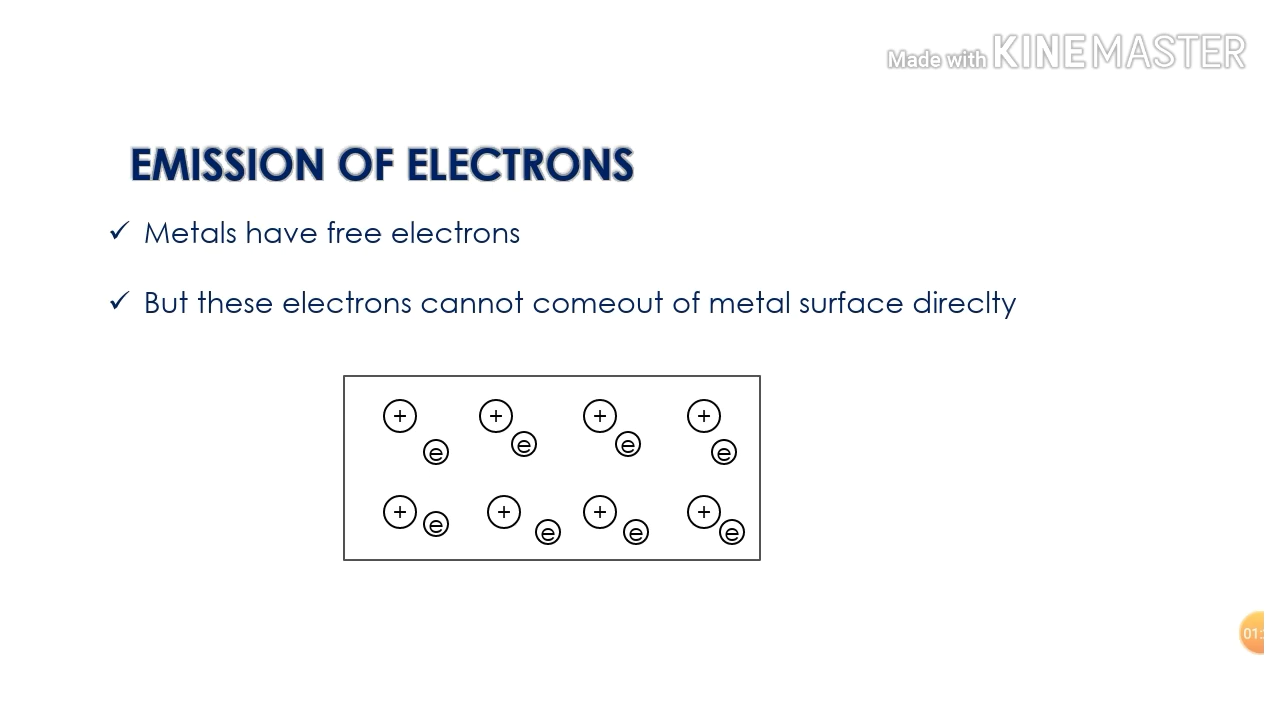 Made with KINEMASTER
EMISSION OF ELECTRONS
✓ Metals have free electrons
✓ But these electrons cannot comeout of metal surface direclty
+ + + +
e e e e
+ + + +
e e e e
01: